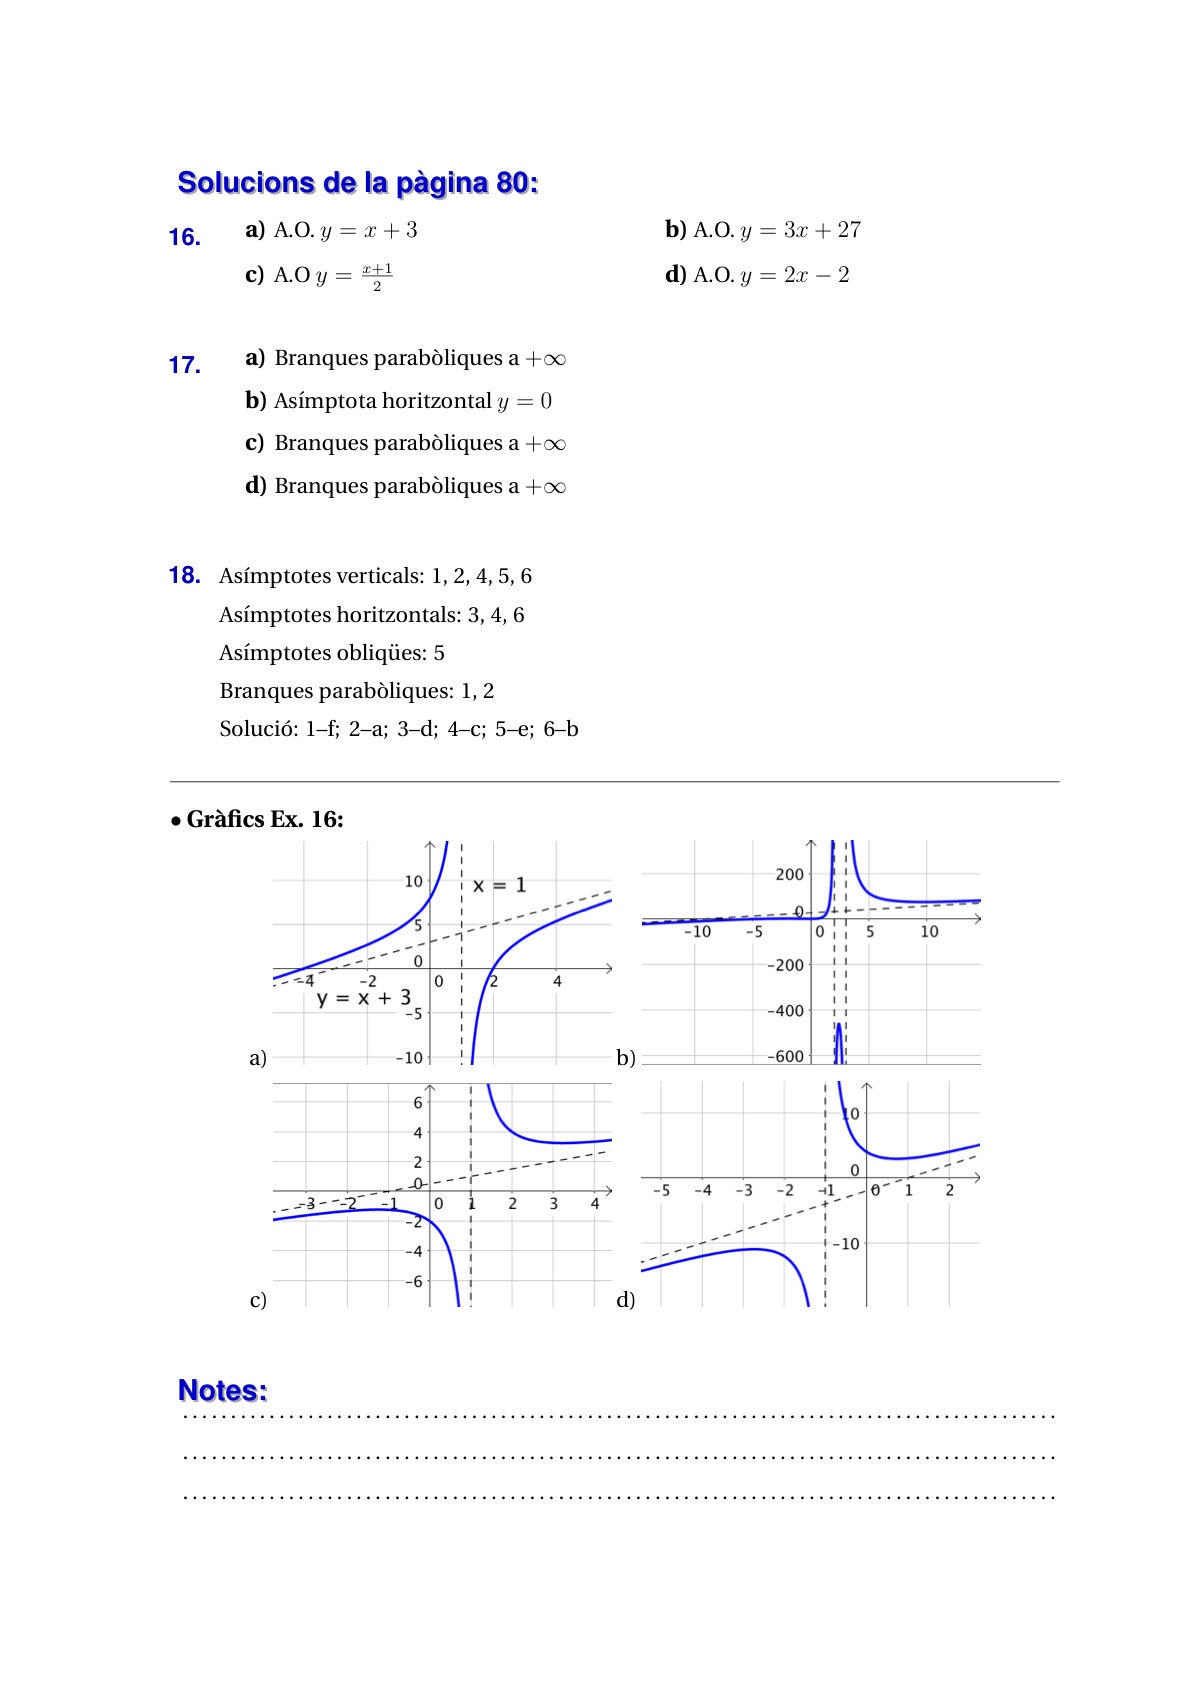 Solucions de la pàgina 80:
16. a) A.O. y = x + 3 b) A.O. y = 3x + 27
c) A.O y = x+1/2 d) A.O. y = 2x − 2
17. a) Branques parabòliques a +∞
b) Asímptota horitzontal y = 0
c) Branques parabòliques a +∞
d) Branques parabòliques a +∞
18. Asímptotes verticals: 1, 2, 4, 5, 6
Asímptotes horitzontals: 3, 4, 6
Asímptotes obliqües: 5
Branques parabòliques: 1, 2
Solució: 1–f; 2–a; 3–d; 4–c; 5–e; 6–b
• Gràfics Ex. 16:
10
x = 1
5
0
−4 −2 0 2 4
y = x + 3
−5
−10
a)
200
0
−10 −5 0 5 10
−200
−400
−600
b)
6
4
2
0
−3 −2 −1 0 1 2 3 4
−2
−4
−6
c)
10
0
−5 −4 −3 −2 −1 0 1 2
−10
d)
Notes: